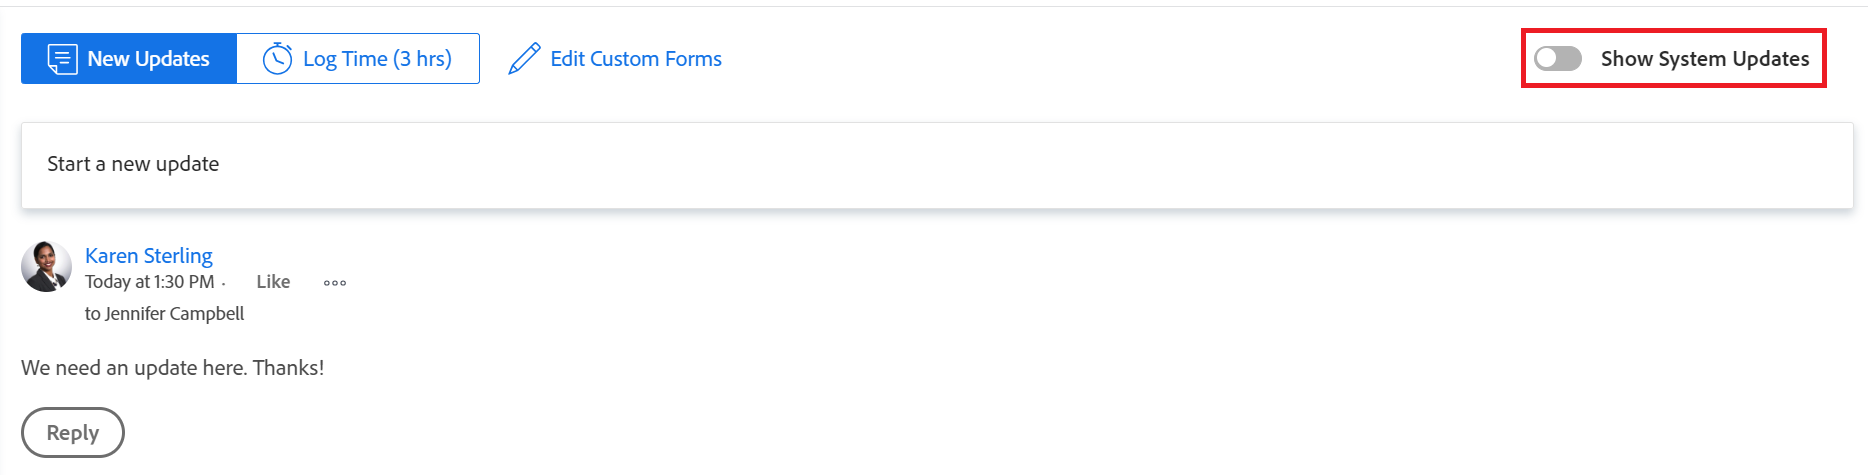 New Updates Log Time (3 hrs) Edit Custom Forms Show System Updates
Start a new update
Karen Sterling
Today at 1:30 PM · Like
to Jennifer Campbell
We need an update here. Thanks!
Reply